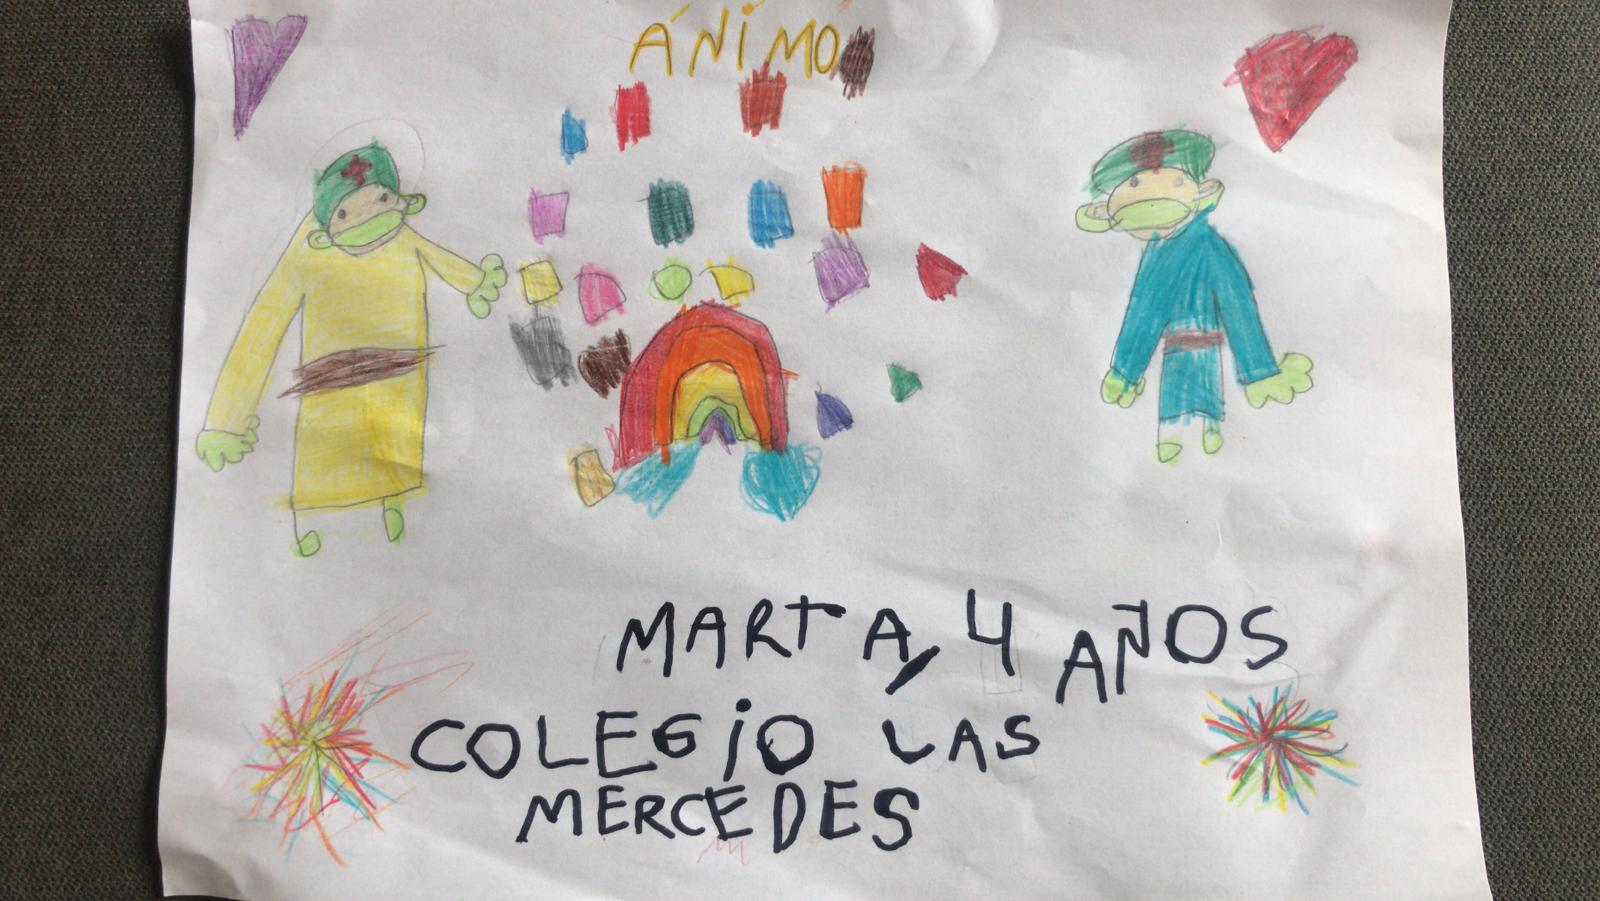 ÁNIMO
MARTA, 4 AÑOS
COLEGIO LAS
MERCEDES